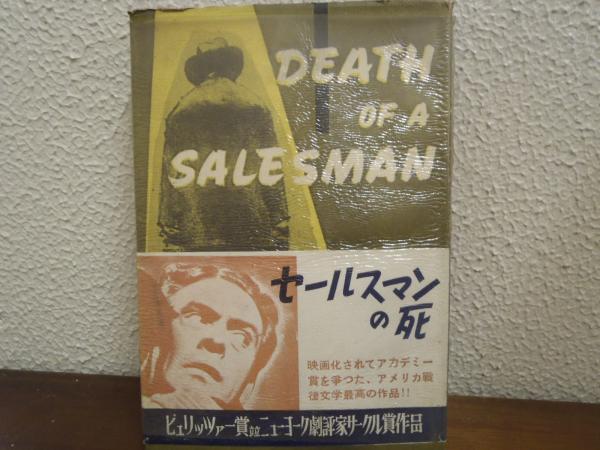 DEATH
OF A
SALESMAN
セールスマン
の死
映画化されてアカデミー
賞を爭つた、アメリカ戰
後文学最高の作品!!
ピュリッツァー賞並ニューヨーク劇評家サークル賞作品